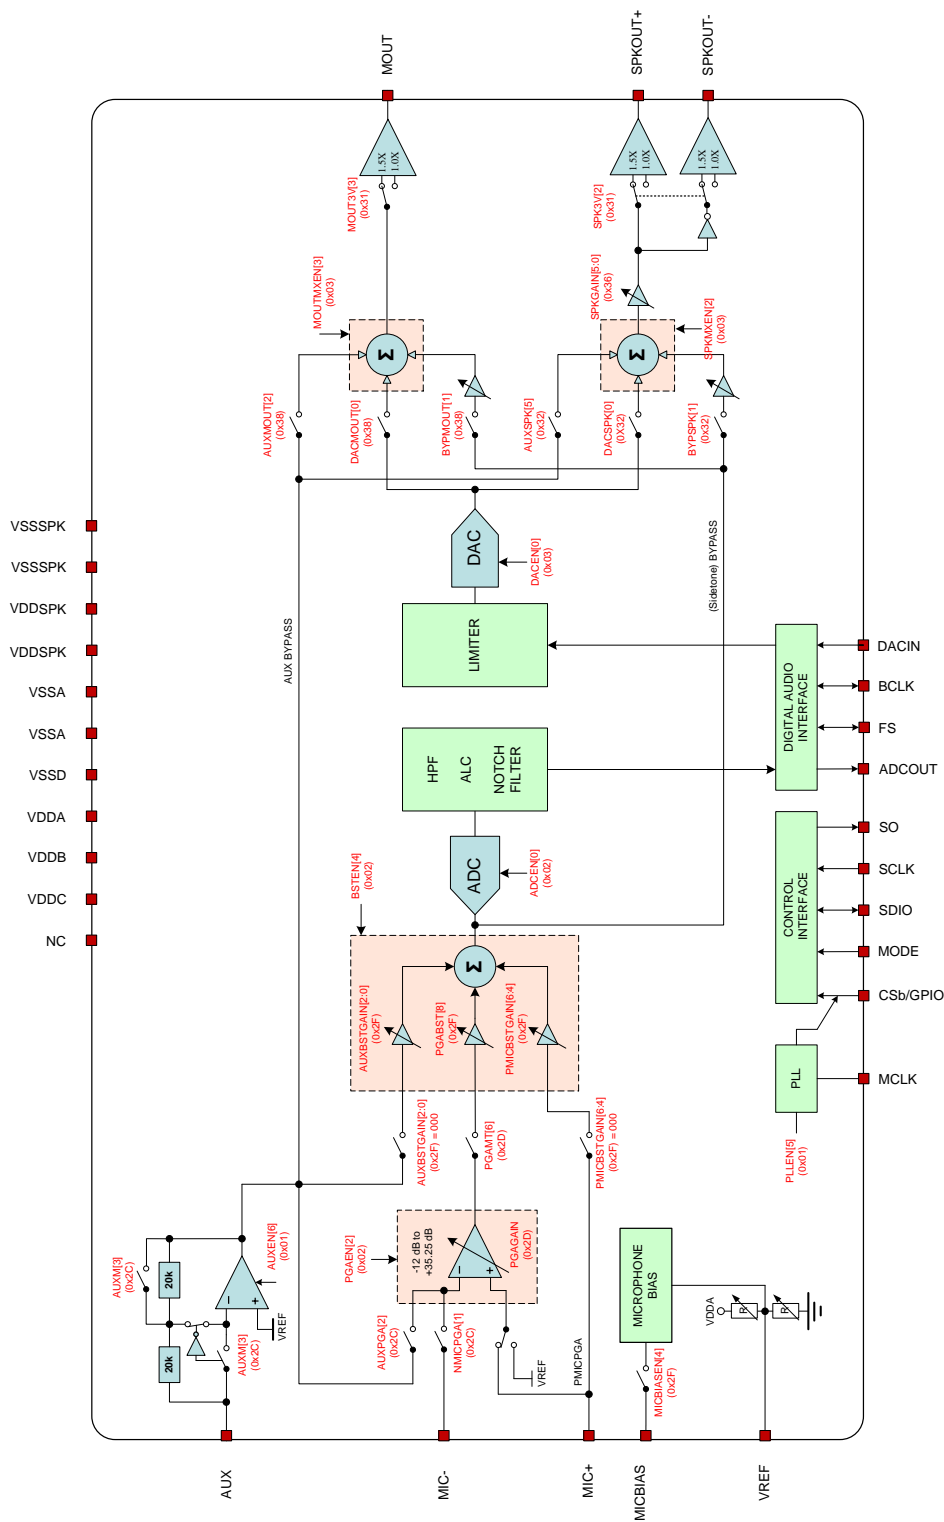 MOUT
SPKOUT+
SPKOUT-
1.5X
1.0X
1.5X
1.0X
1.5X
1.0X
MOUT3V[3]
(0x31)
SPK3V[2]
(0x31)
MOUTMXEN[3]
(0x03)
SPKGAIN[5:0]
(0x36)
SPKMXEN[2]
(0x03)
Σ
Σ
AUXMOUT[2]
(0x38)
DACMOUT[0]
(0x38)
BYPMOUT[1]
(0x38)
AUXSPK[5]
(0x32)
DACSPK[0]
(0X32)
BYPSPK[1]
(0x32)
VSSSPK
VSSSPK
VDDSPK
VDDSPK
VSSA
VSSA
VSSD
VDDA
VDDB
VDDC
NC
AUX BYPASS
(Sidetone) BYPASS
DAC
DACEN[0]
(0x03)
LIMITER
DIGITAL AUDIO
INTERFACE
DACIN
BCLK
FS
ADCOUT
HPF
ALC
NOTCH
FILTER
ADC
ADCEN[0]
(0x02)
CONTROL
INTERFACE
SO
SCLK
SDIO
MODE
CSb/GPIO
BSTEN[4]
(0x02)
Σ
AUXBSTGAIN[2:0]
(0x2F)
PGABST[8]
(0x2F)
PMICBSTGAIN[6:4]
(0x2F)
PLL
MCLK
PLLEN[5]
(0x01)
AUXBSTGAIN[2:0]
(0x2F) = 000
PGAMT[6]
(0x2D)
PMICBSTGAIN[6:4]
(0x2F) = 000
AUXM[3]
(0x2C)
20k
20k
AUXEN[6]
(0x01)
–
+
VREF
AUXM[3]
(0x2C)
PGAEN[2]
(0x02)
-12 dB to
+35.25 dB
PGAGAIN
(0x2D)
–
+
AUXPGA[2]
(0x2C)
NMICPGA[1]
(0x2C)
VREF
PMICPGA
MICROPHONE
BIAS
MICBIASEN[4]
(0x2F)
VDDA
R
R
AUX
MIC-
MIC+
MICBIAS
VREF